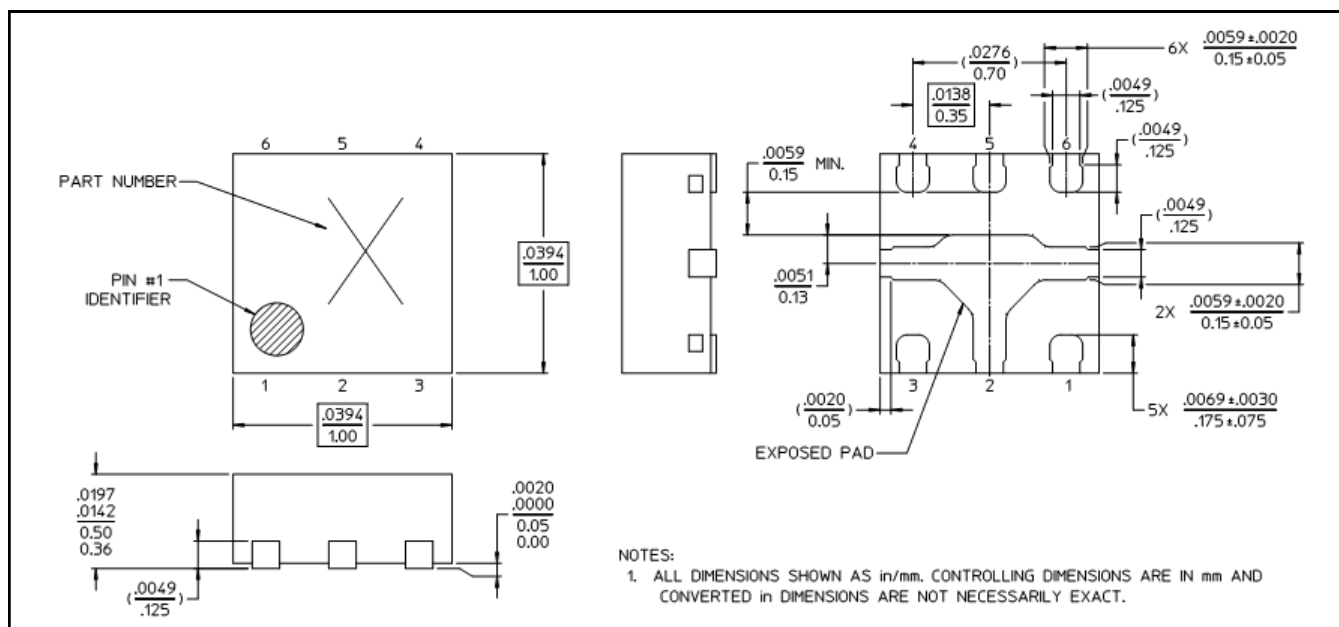 6 5 4
PART NUMBER
PIN #1
IDENTIFIER
1 2 3
.0394
1.00
.0394
1.00
.0197
.0142
0.50
0.36
(.0049)
.125
.0020
.0000
0.05
0.00
6X .0059±.0020
0.15±0.05
(.0276)
0.70
.0138
0.35
(.0049)
.125
(.0049)
.125
4 5 6
.0059 MIN.
0.15
(.0049)
.125
.0051
0.13
2X .0059±.0020
0.15±0.05
3 2 1
(.0020)
0.05
5X .0069±.0030
.175±.075
EXPOSED PAD
NOTES:
1. ALL DIMENSIONS SHOWN AS in/mm. CONTROLLING DIMENSIONS ARE IN mm AND
CONVERTED in DIMENSIONS ARE NOT NECESSARILY EXACT.